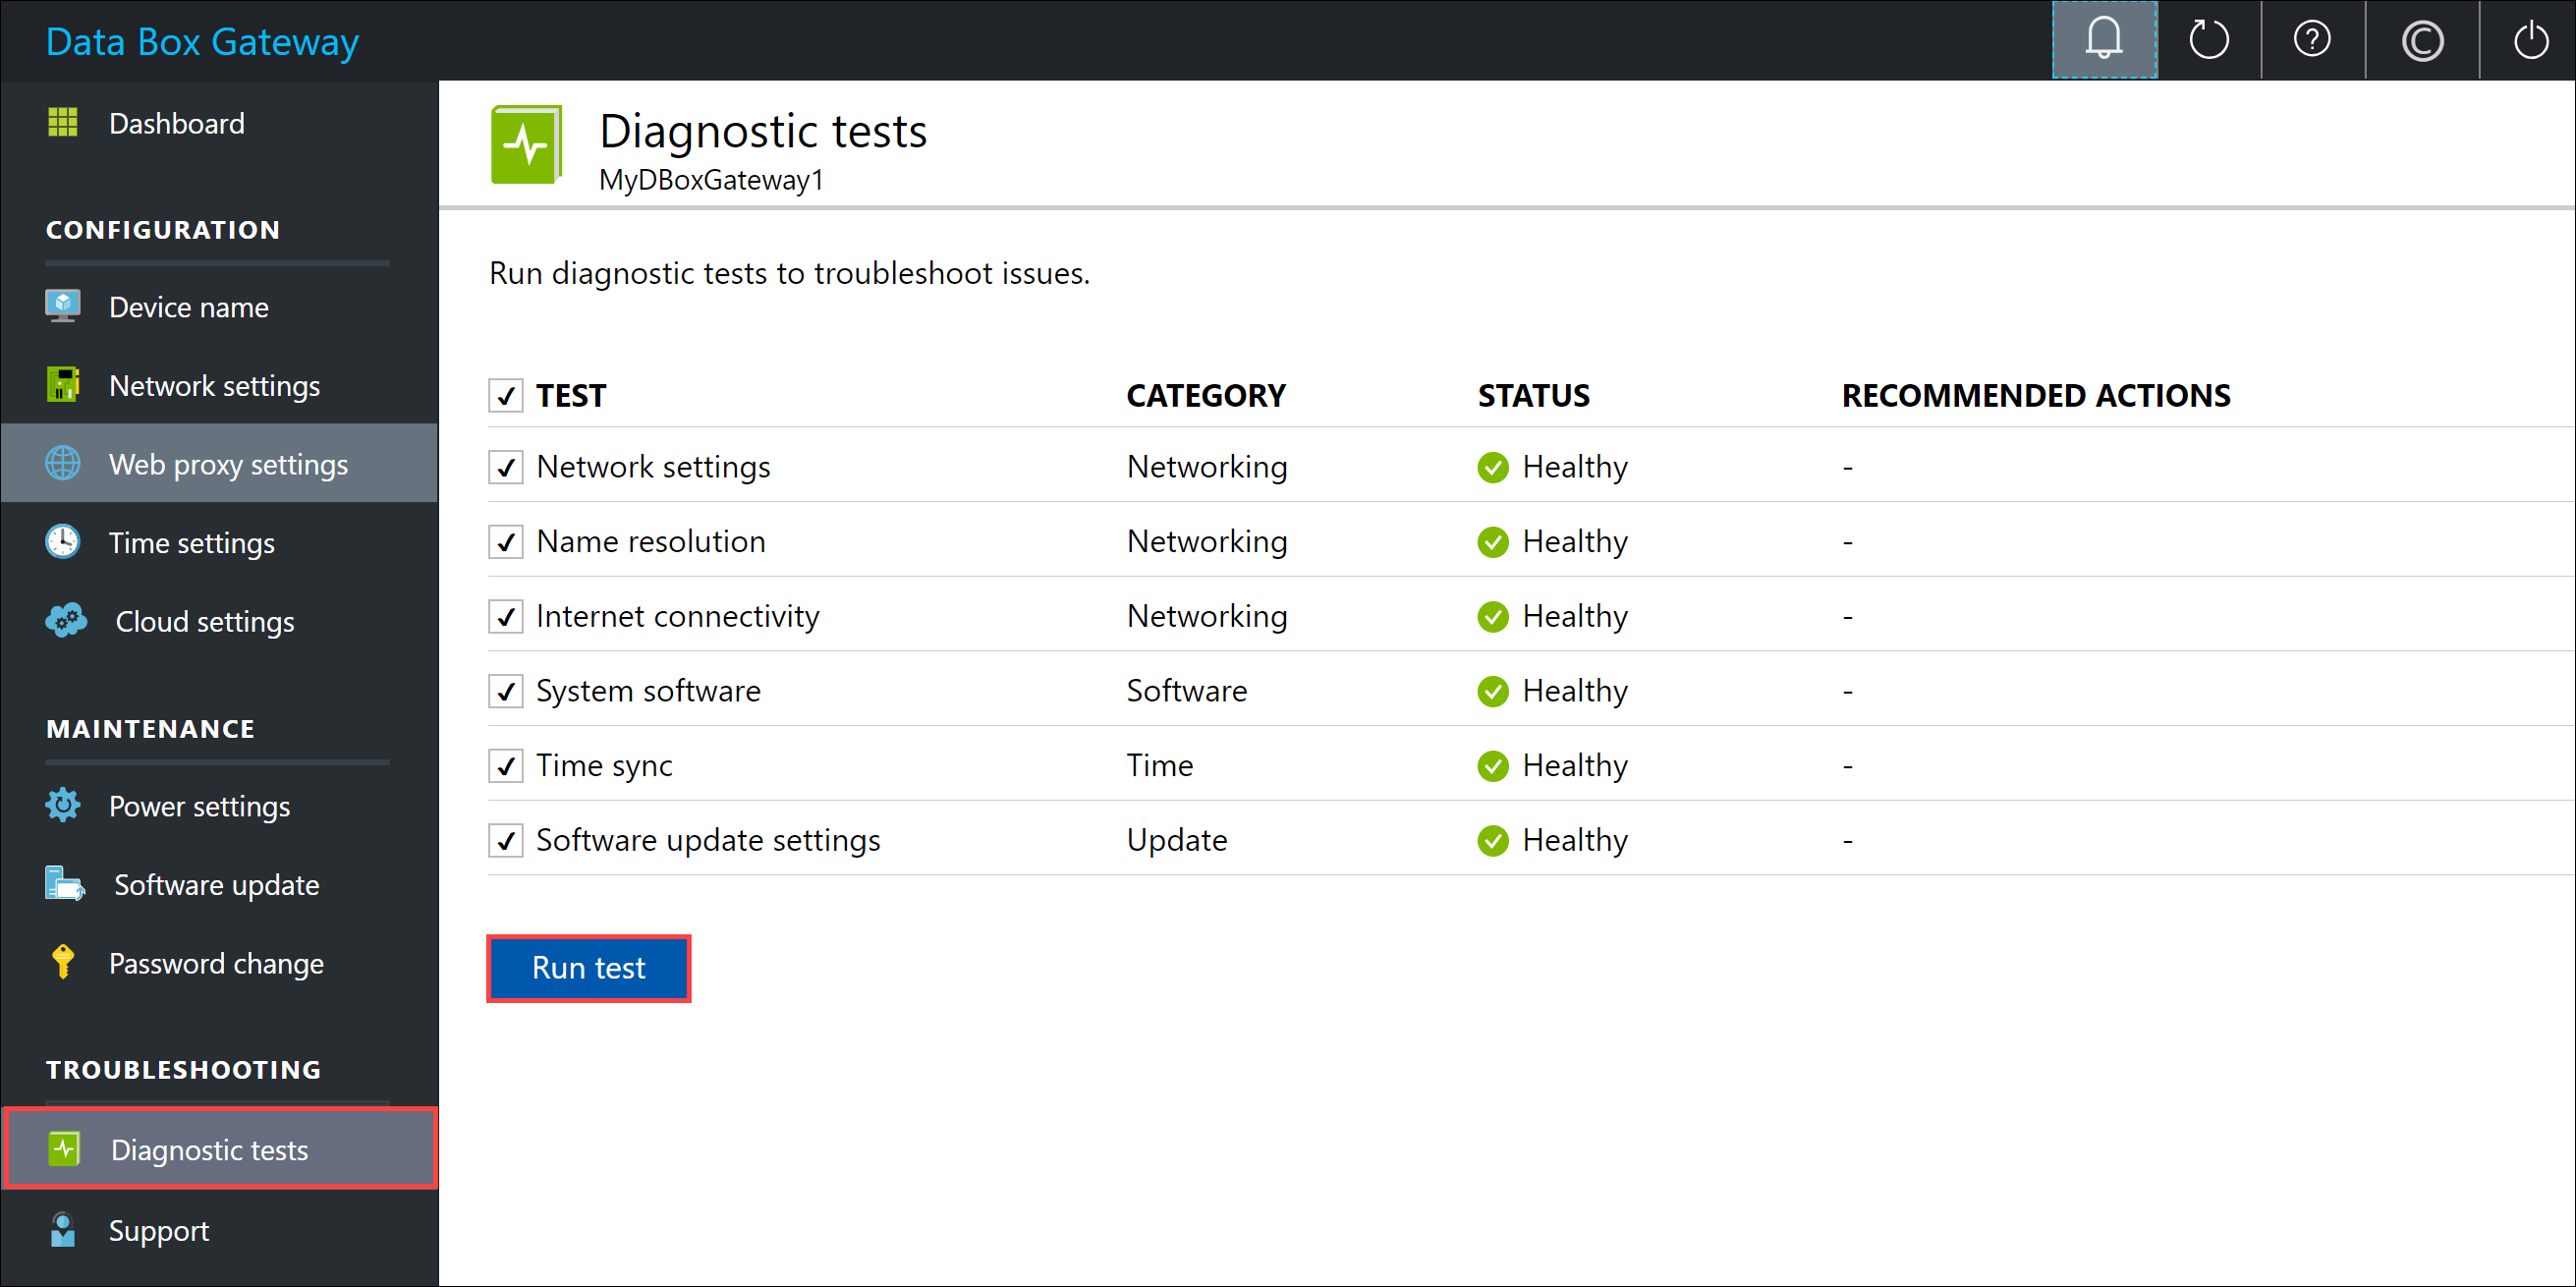 Data Box Gateway
Dashboard
CONFIGURATION
Device name
Network settings
Web proxy settings
Time settings
Cloud settings
MAINTENANCE
Power settings
Software update
Password change
TROUBLESHOOTING
Diagnostic tests
Support
Diagnostic tests
MyDBoxGateway1
Run diagnostic tests to troubleshoot issues.
TEST CATEGORY STATUS RECOMMENDED ACTIONS
Network settings Networking Healthy -
Name resolution Networking Healthy -
Internet connectivity Networking Healthy -
System software Software Healthy -
Time sync Time Healthy -
Software update settings Update Healthy -
Run test